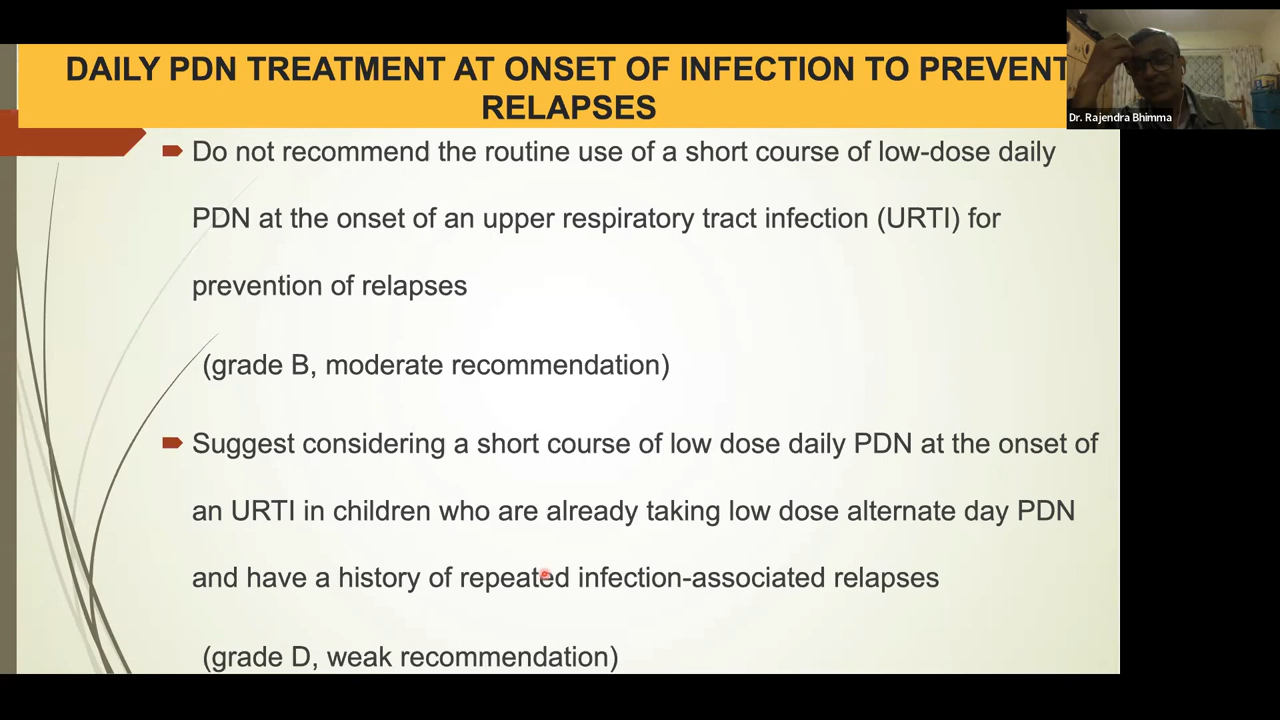 DAILY PDN TREATMENT AT ONSET OF INFECTION TO PREVENT
RELAPSES
Dr. Rajendra Bhimma
Do not recommend the routine use of a short course of low-dose daily
PDN at the onset of an upper respiratory tract infection (URTI) for
prevention of relapses
(grade B, moderate recommendation)
Suggest considering a short course of low dose daily PDN at the onset of
an URTI in children who are already taking low dose alternate day PDN
and have a history of repeated infection-associated relapses
(grade D, weak recommendation)